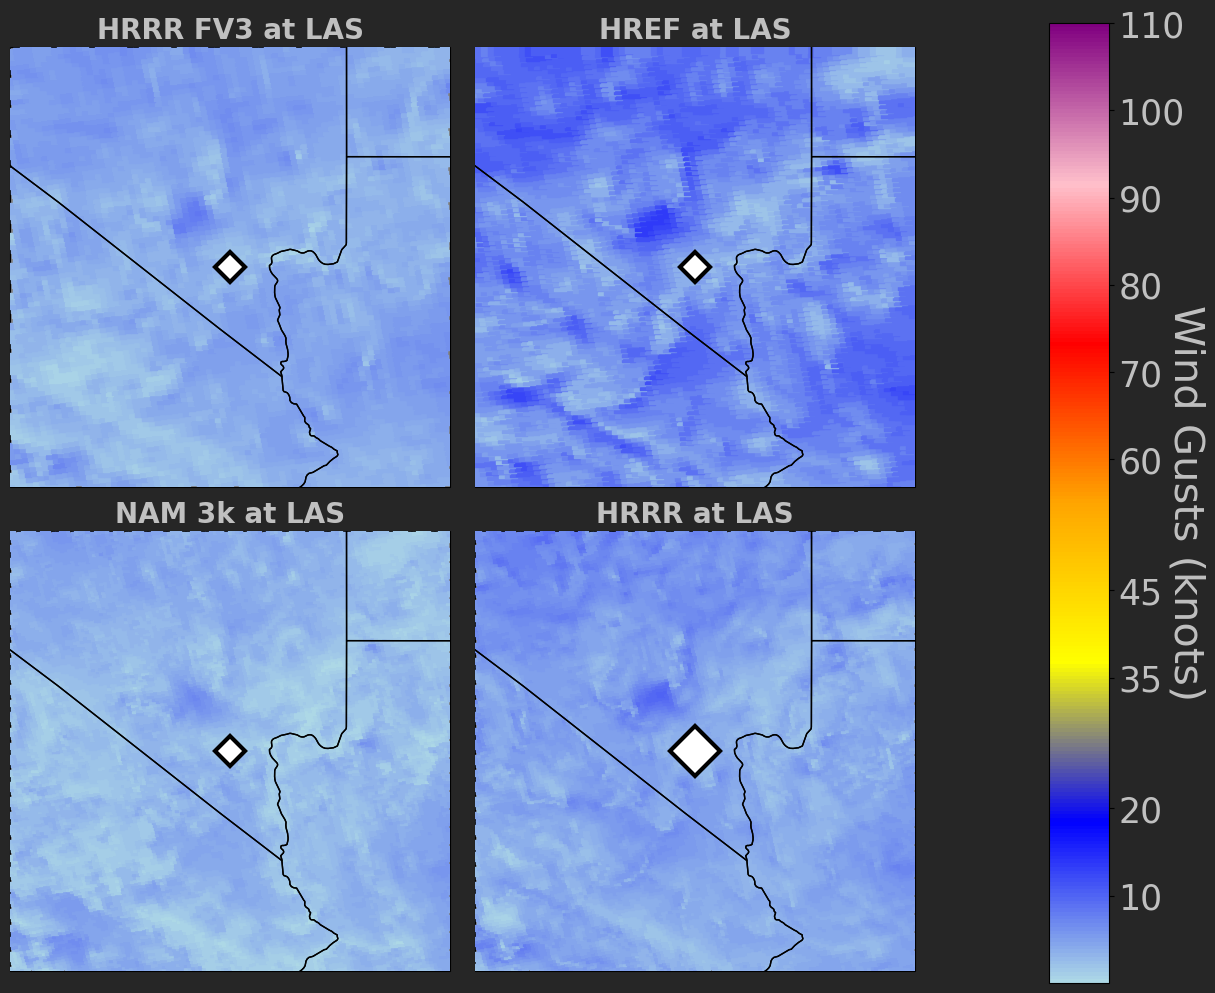 HRRR FV3 at LAS
HREF at LAS
NAM 3k at LAS
HRRR at LAS
110
100
90
80
70
60
45
35
20
10
Wind Gusts (knots)